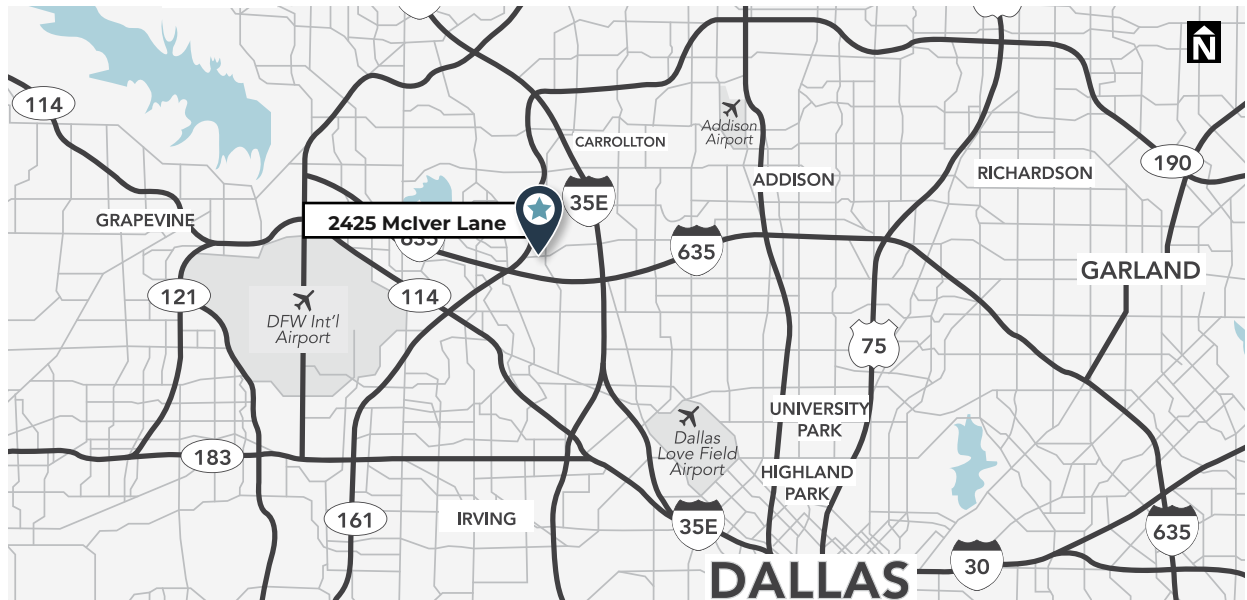 N
114
Addison
Airport
CARROLLTON
190
RICHARDSON
ADDISON
35E
GRAPEVINE
2425 McIver Lane
635
635
GARLAND
121
114
DFW Int'l
Airport
75
UNIVERSITY
PARK
Dallas
Love Field
Airport
183
HIGHLAND
PARK
161
IRVING
35E
635
30
DALLAS